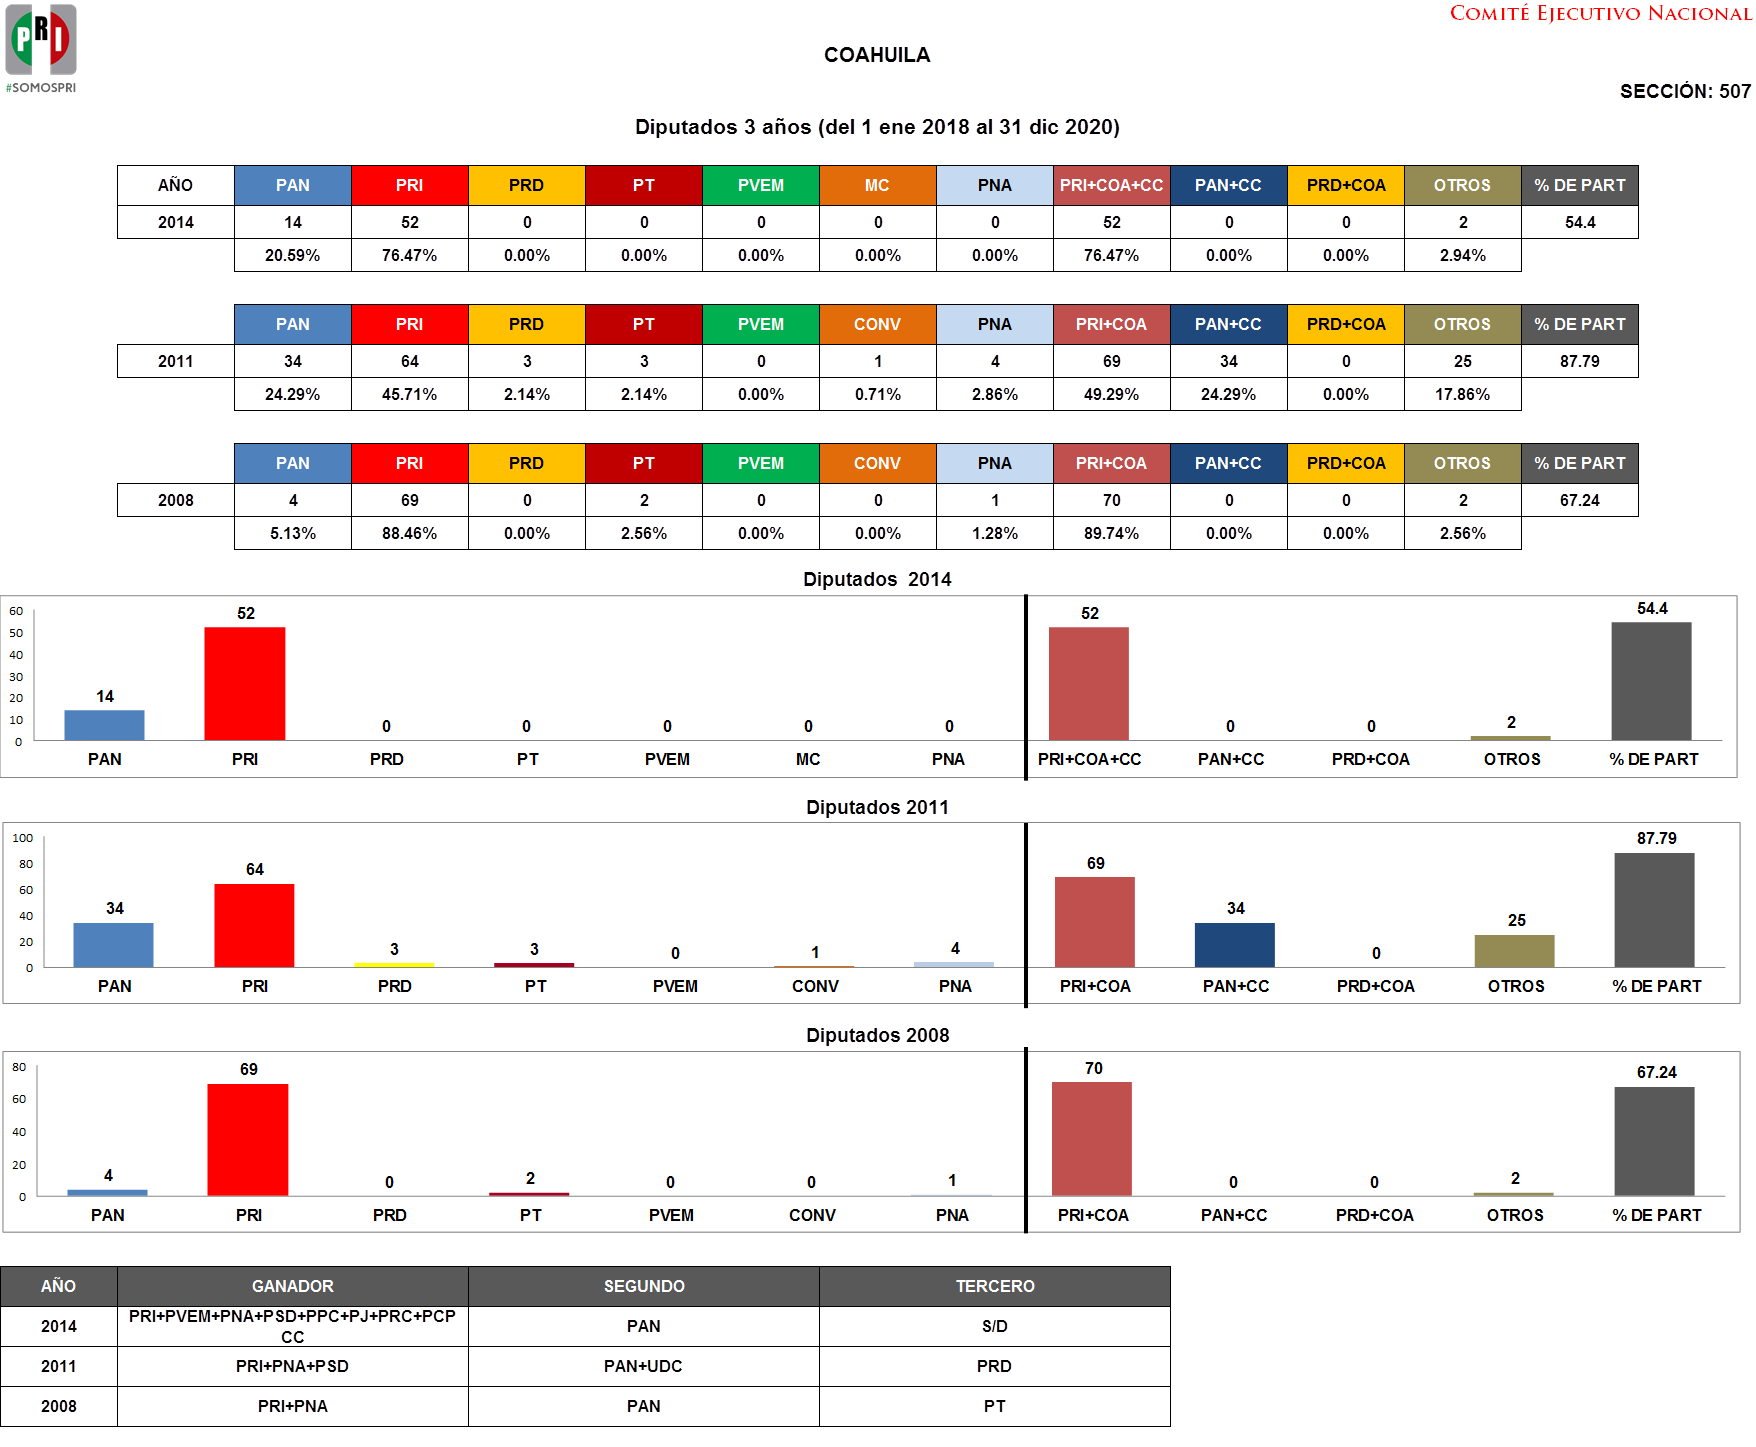 PRI
#SOMOSPRI
COMITÉ EJECUTIVO NACIONAL
COAHUILA
SECCIÓN: 507
Diputados 3 años (del 1 ene 2018 al 31 dic 2020)
AÑO PAN PRI PRD PT PVEM MC PNA PRI+COA+CC PAN+CC PRD+COA OTROS % DE PART
2014 14 52 0 0 0 0 0 52 0 0 2 54.4
20.59% 76.47% 0.00% 0.00% 0.00% 0.00% 0.00% 76.47% 0.00% 0.00% 2.94%
PAN PRI PRD PT PVEM CONV PNA PRI+COA PAN+CC PRD+COA OTROS % DE PART
2011 34 64 3 3 0 1 4 69 34 0 25 87.79
24.29% 45.71% 2.14% 2.14% 0.00% 0.71% 2.86% 49.29% 24.29% 0.00% 17.86%
PAN PRI PRD PT PVEM CONV PNA PRI+COA PAN+CC PRD+COA OTROS % DE PART
2008 4 69 0 2 0 0 1 70 0 0 2 67.24
5.13% 88.46% 0.00% 2.56% 0.00% 0.00% 1.28% 89.74% 0.00% 0.00% 2.56%
Diputados 2014
60
50
40
30
20
10
0
14 52 0 0 0 0 0 52 0 0 2 54.4
PAN PRI PRD PT PVEM MC PNA PRI+COA+CC PAN+CC PRD+COA OTROS % DE PART
Diputados 2011
100
80
60
40
20
0
34 64 3 3 0 1 4 69 34 0 25 87.79
PAN PRI PRD PT PVEM CONV PNA PRI+COA PAN+CC PRD+COA OTROS % DE PART
Diputados 2008
80
60
40
20
0
4 69 0 2 0 0 1 70 0 0 2 67.24
PAN PRI PRD PT PVEM CONV PNA PRI+COA PAN+CC PRD+COA OTROS % DE PART
AÑO GANADOR SEGUNDO TERCERO
2014 PRI+PVEM+PNA+PSD+PPC+PJ+PRC+PCP CC PAN S/D
2011 PRI+PNA+PSD PAN+UDC PRD
2008 PRI+PNA PAN PT